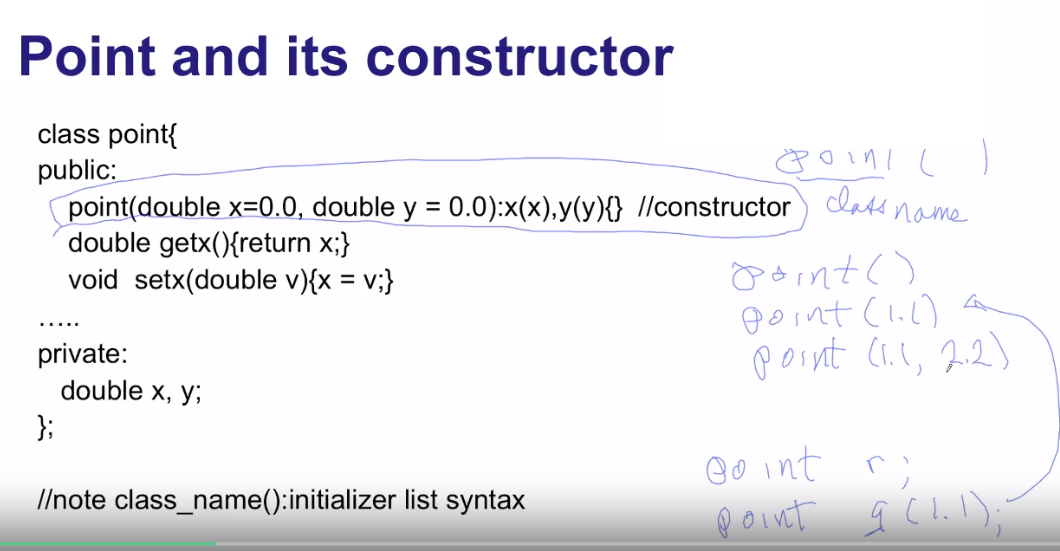 Point and its constructor
class point{
public:
point(double x=0.0, double y = 0.0):x(x),y(y){} //constructor
double getx(){return x;}
void setx(double v){x = v;}
.....
private:
double x, y;
};
//note class_name():initializer list syntax
point ( )
class name
point ( )
point (1.1)
point (1.1, 2.2)
point r;
point q (1.1);